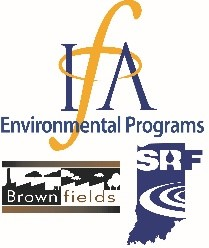 IfA
Environmental Programs
Brownfields
SRF